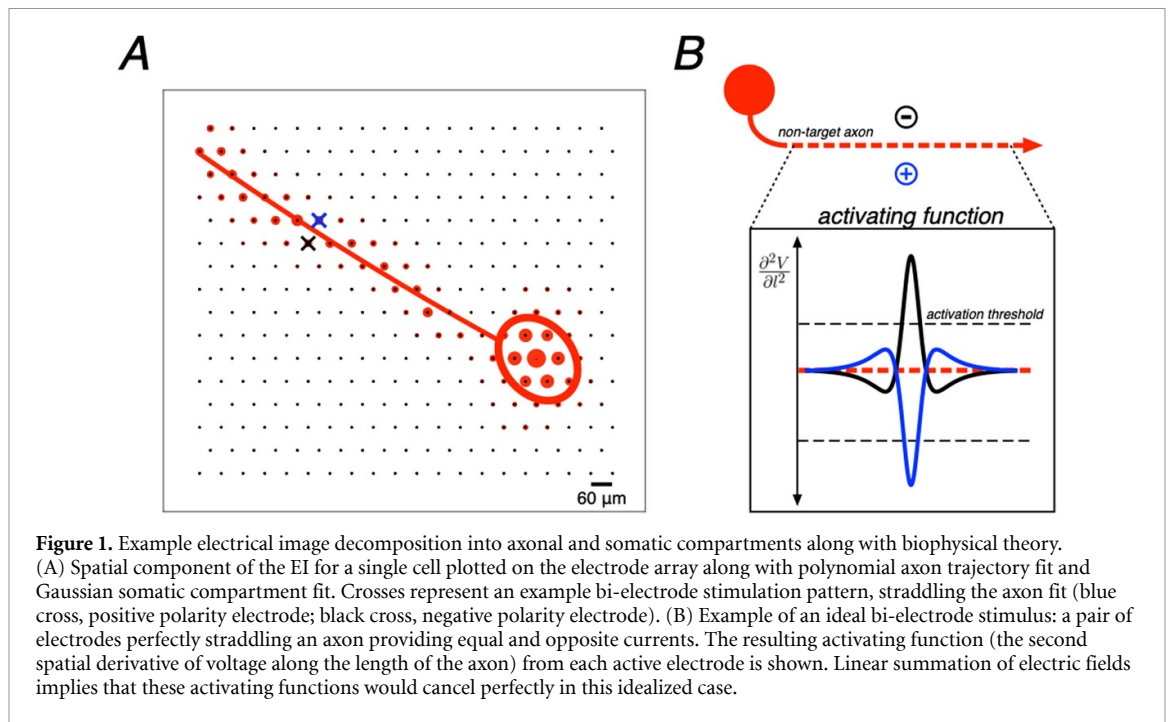 A
B
60 µm
non-target axon
−
+
activating function
∂²V
∂l²
activation threshold
Figure 1. Example electrical image decomposition into axonal and somatic compartments along with biophysical theory.
(A) Spatial component of the EI for a single cell plotted on the electrode array along with polynomial axon trajectory fit and
Gaussian somatic compartment fit. Crosses represent an example bi-electrode stimulation pattern, straddling the axon fit (blue
cross, positive polarity electrode; black cross, negative polarity electrode). (B) Example of an ideal bi-electrode stimulus: a pair of
electrodes perfectly straddling an axon providing equal and opposite currents. The resulting activating function (the second
spatial derivative of voltage along the length of the axon) from each active electrode is shown. Linear summation of electric fields
implies that these activating functions would cancel perfectly in this idealized case.